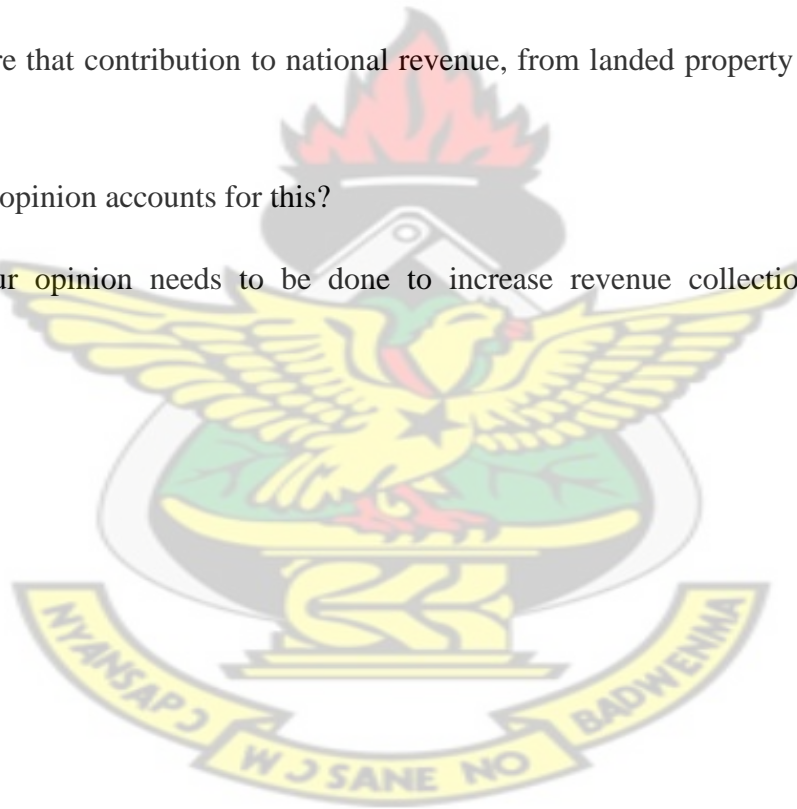 re that contribution to national revenue, from landed property
opinion accounts for this?
ur opinion needs to be done to increase revenue collectio
NYANSAPƆ
WƆSANE NO
BADWENMA